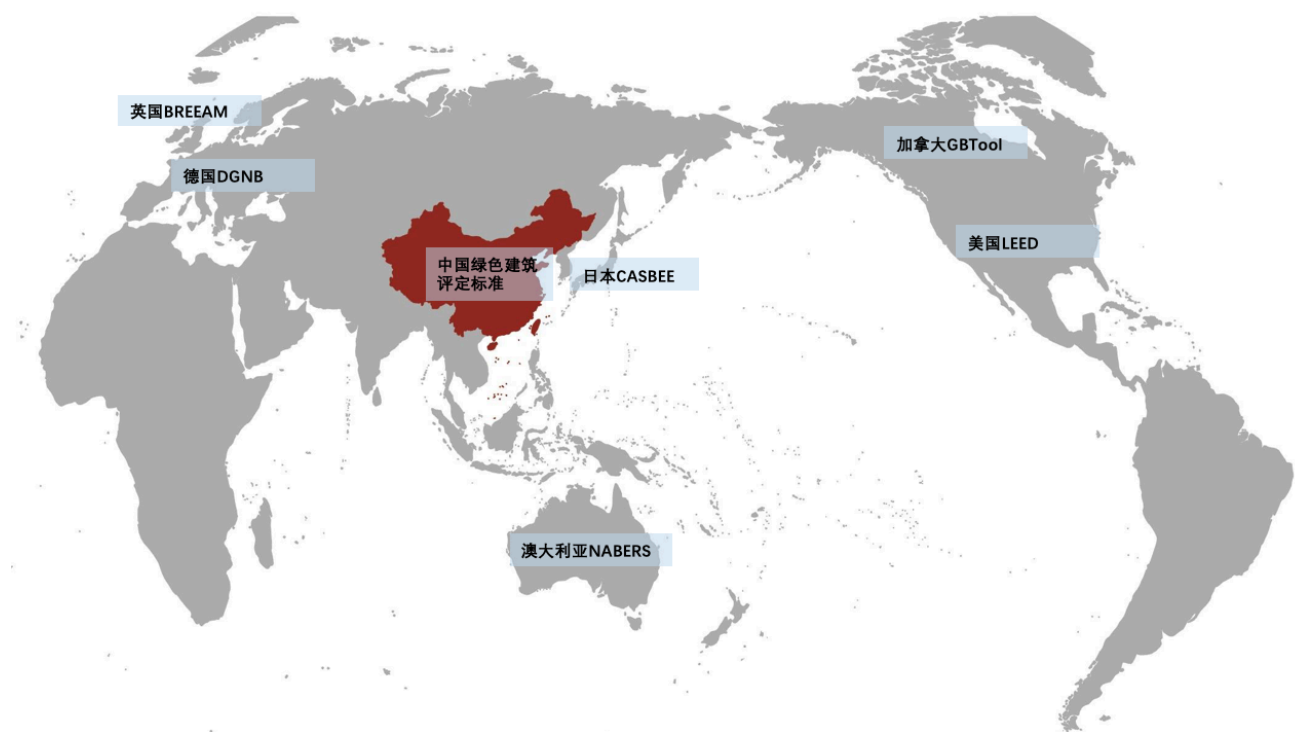 英国BREEAM
加拿大GBTool
德国DGNB
美国LEED
中国绿色建筑
评定标准
日本CASBEE
澳大利亚NABERS